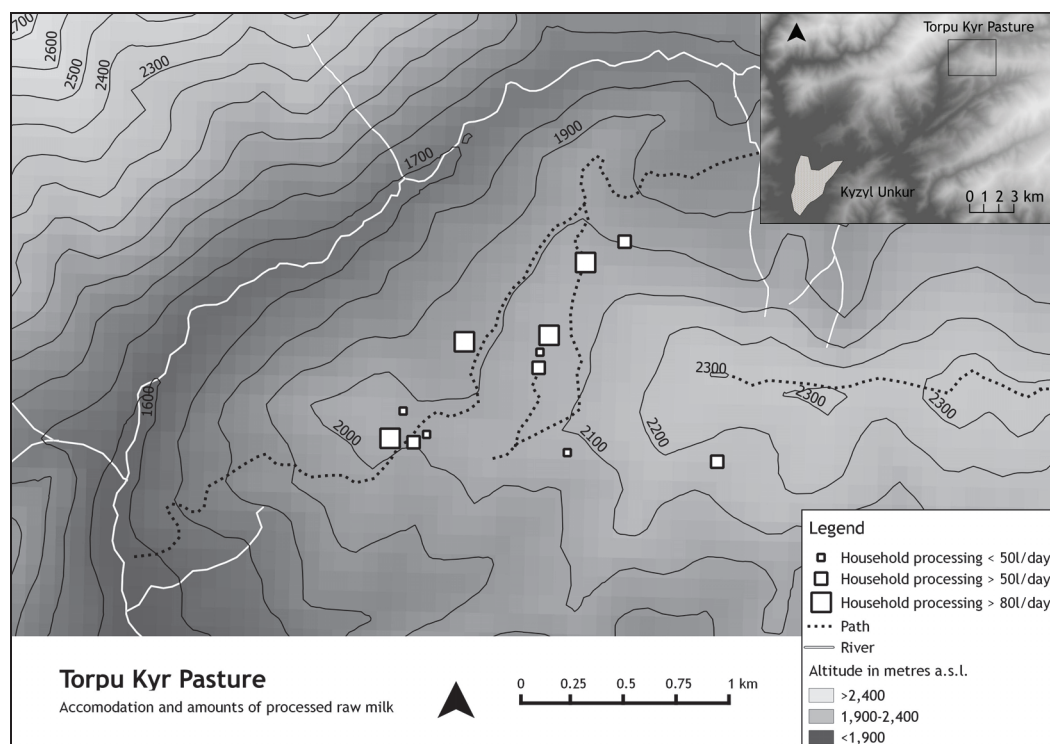 2700
2600
2500
2400
2300
1700
1900
1600
2000
2100
2200
2300
2300
2300
Torpu Kyr Pasture
Kyzyl Unkur
0 1 2 3 km
Legend
Household processing < 50l/day
Household processing > 50l/day
Household processing > 80l/day
Path
River
Altitude in metres a.s.l.
>2,400
1,900-2,400
<1,900
Torpu Kyr Pasture
Accomodation and amounts of processed raw milk
0 0.25 0.5 1 km